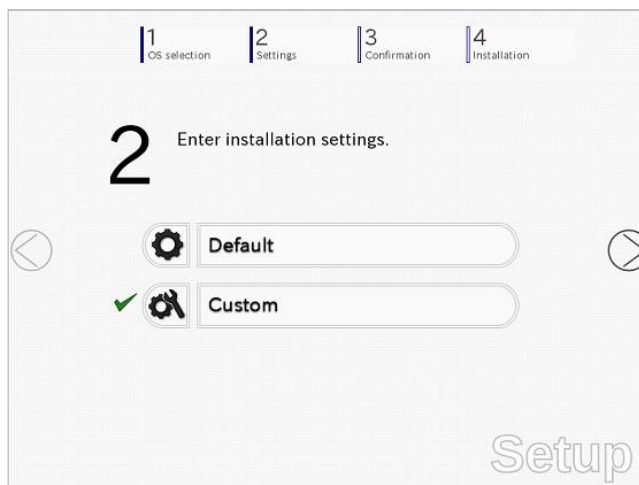 1
OS selection
2
Settings
3
Confirmation
4
Installation
2
Enter installation settings.
Default
Custom
Setup